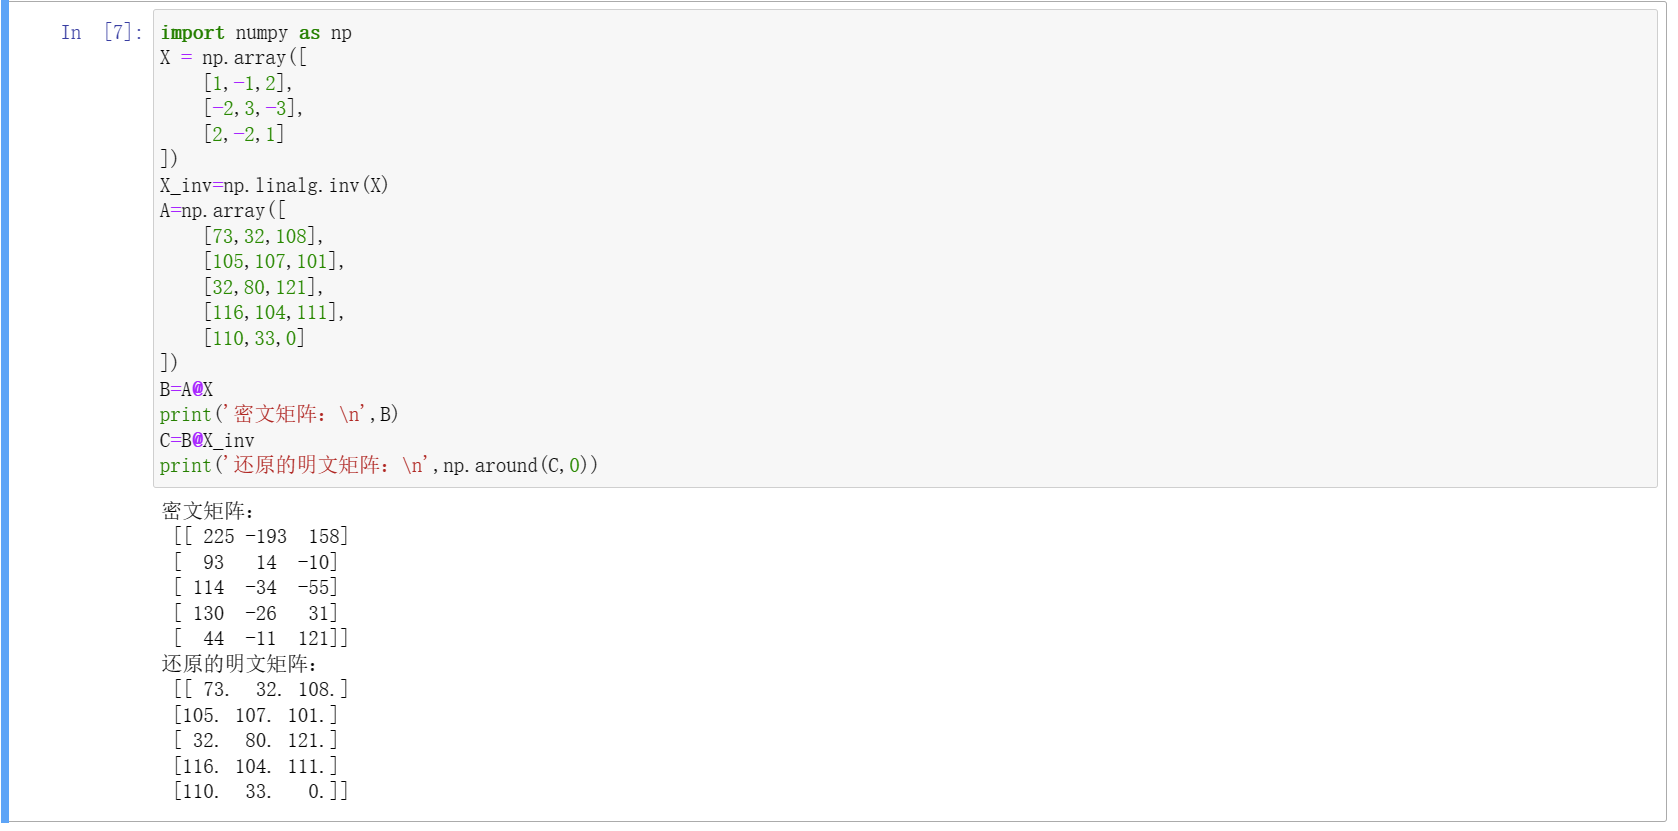 In [7]: import numpy as np
X = np.array([
    [1,-1,2],
    [-2,3,-3],
    [2,-2,1]
])
X_inv=np.linalg.inv(X)
A=np.array([
    [73,32,108],
    [105,107,101],
    [32,80,121],
    [116,104,111],
    [110,33,0]
])
B=A@X
print('密文矩阵：\n',B)
C=B@X_inv
print('还原的明文矩阵：\n',np.around(C,0))
密文矩阵：
 [[ 225 -193  158]
 [  93   14  -10]
 [ 114  -34  -55]
 [ 130  -26   31]
 [  44  -11  121]]
还原的明文矩阵：
 [[ 73.  32. 108.]
 [105. 107. 101.]
 [ 32.  80. 121.]
 [116. 104. 111.]
 [110.  33.   0.]]